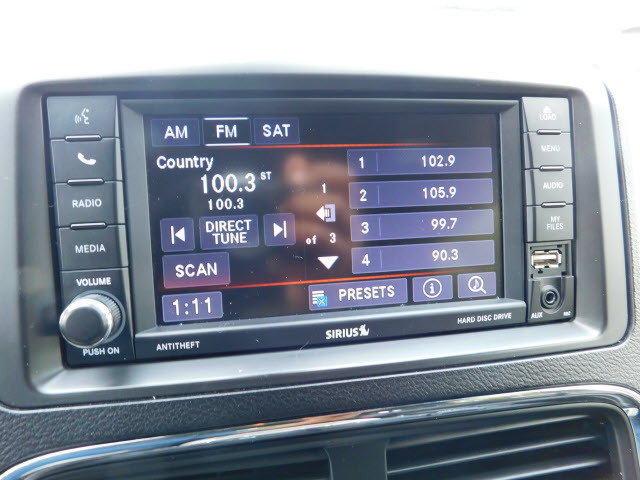 AM FM SAT
Country
100.3 ST
100.3
DIRECT
TUNE
SCAN
1:11
1
of 3
1 102.9
2 105.9
3 99.7
4 90.3
PRESETS
RADIO
MEDIA
VOLUME
PUSH ON
ANTITHEFT
SIRIUS
HARD DISC DRIVE
LOAD
MENU
AUDIO
MY
FILES
AUX